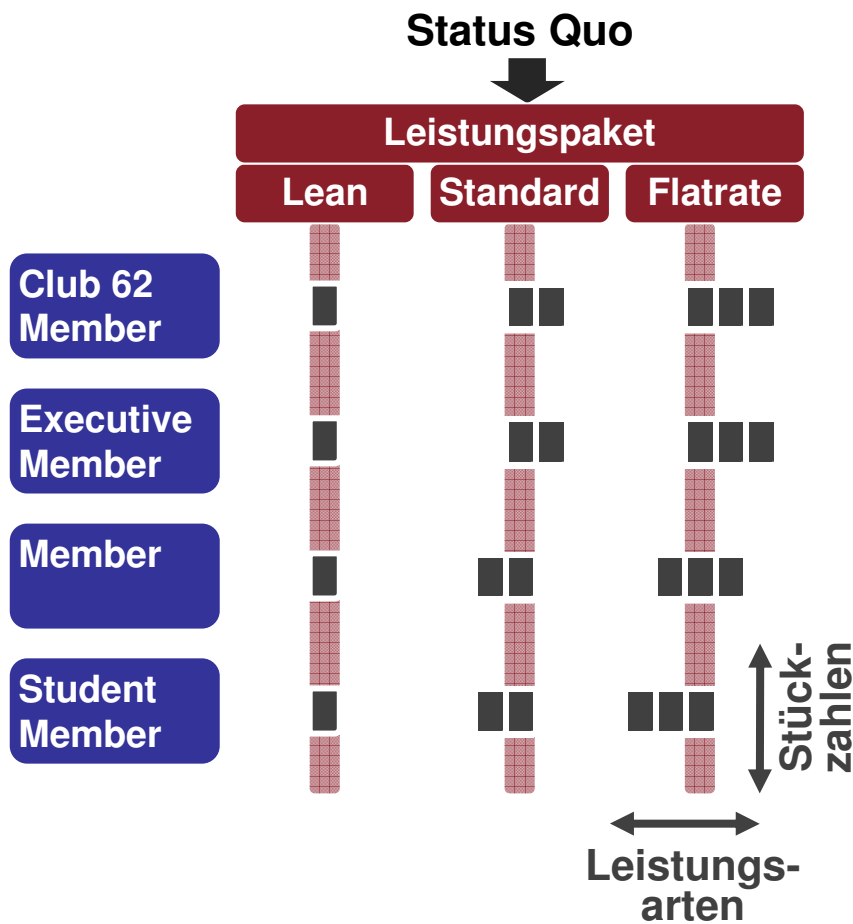 Status Quo
Leistungspaket
Lean
Standard
Flatrate
Club 62
Member
Executive
Member
Member
Student
Member
Stück-
zahlen
Leistungs-
arten